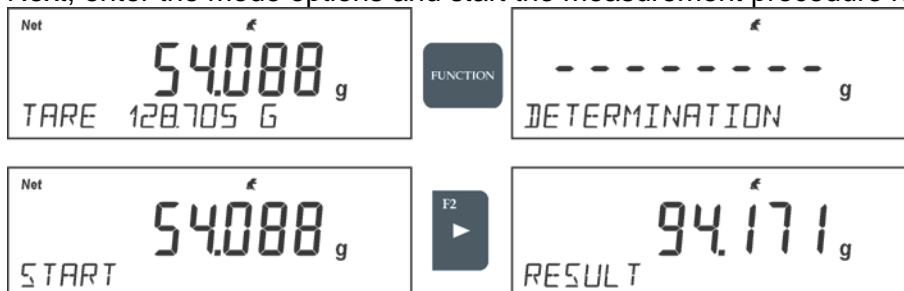 Next, enter the mode options and start the measurement procedure
Net
54.088 g
TARE 128.705 G
FUNCTION
--------- g
DETERMINATION
Net
54.088 g
START
F2
94.171 g
RESULT